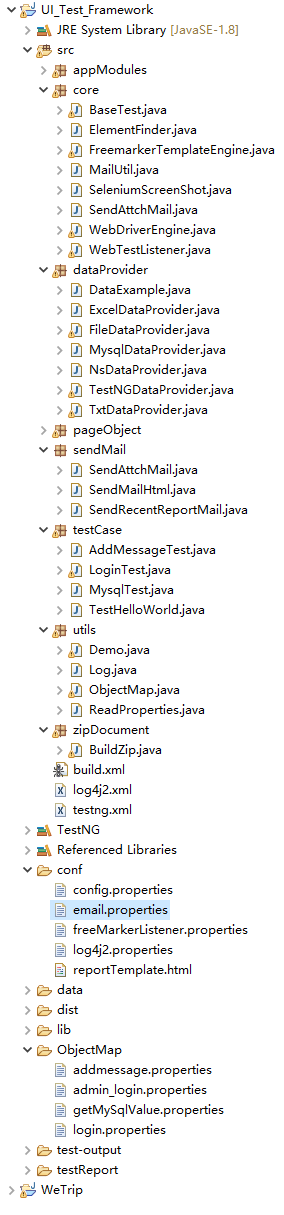 UI_Test_Framework
JRE System Library [JavaSE-1.8]
src
appModules
core
BaseTest.java
ElementFinder.java
FreemarkerTemplateEngine.java
MailUtil.java
SeleniumScreenShot.java
SendAttchMail.java
WebDriverEngine.java
WebTestListener.java
dataProvider
DataExample.java
ExcelDataProvider.java
FileDataProvider.java
MysqlDataProvider.java
NsDataProvider.java
TestNGDataProvider.java
TxtDataProvider.java
pageObject
sendMail
SendAttchMail.java
SendMailHtml.java
SendRecentReportMail.java
testCase
AddMessageTest.java
LoginTest.java
MysqlTest.java
TestHelloWorld.java
utils
Demo.java
Log.java
ObjectMap.java
ReadProperties.java
zipDocument
BuildZip.java
build.xml
log4j2.xml
testng.xml
TestNG
Referenced Libraries
conf
config.properties
email.properties
freeMarkerListener.properties
log4j2.properties
reportTemplate.html
data
dist
lib
ObjectMap
addmessage.properties
admin_login.properties
getMySqlValue.properties
login.properties
test-output
testReport
WeTrip